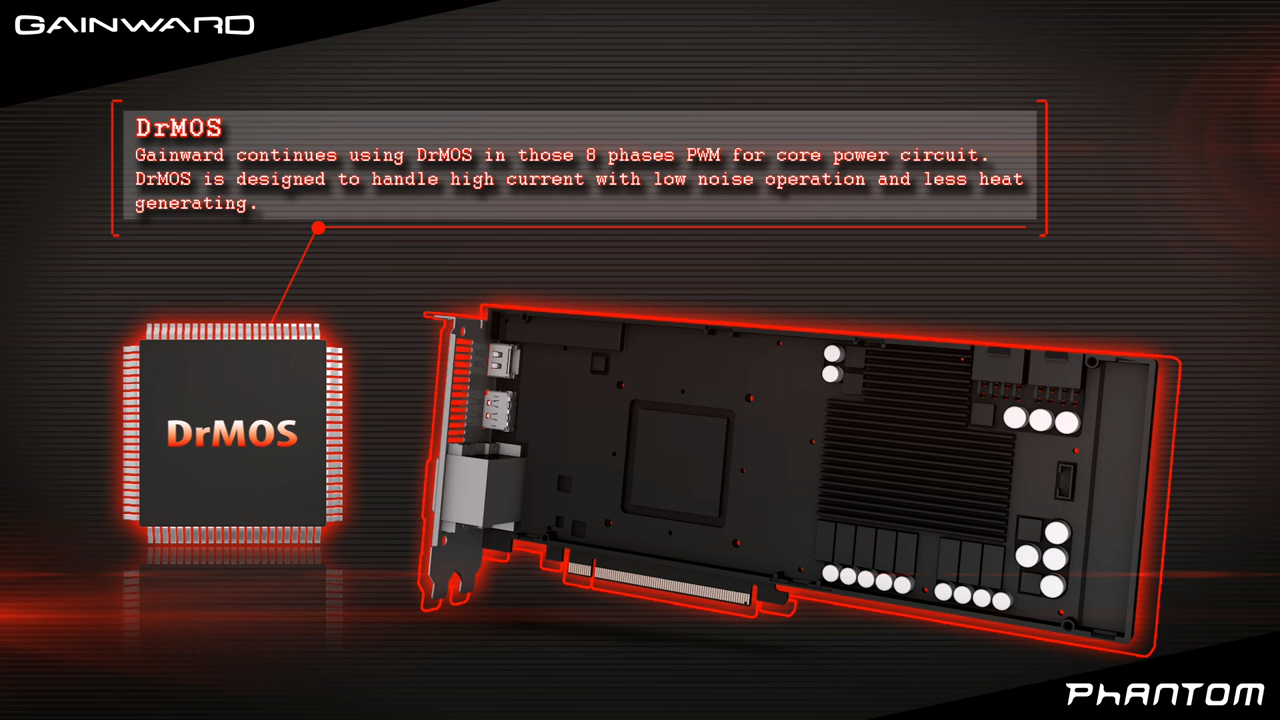 GAINWARD
DrMOS
Gainward continues using DrMOS in those 8 phases PWM for core power circuit.
DrMOS is designed to handle high current with low noise operation and less heat
generating.
DrMOS
PHANTOM